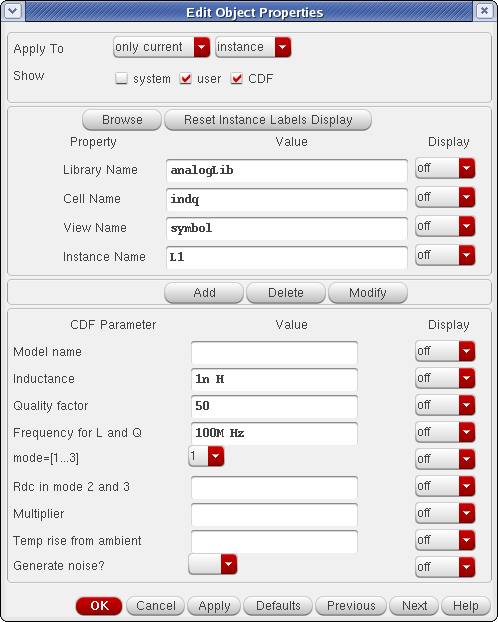 Edit Object Properties
Apply To only current instance
Show system user CDF
Browse Reset Instance Labels Display
Property Value Display
Library Name analogLib off
Cell Name indq off
View Name symbol off
Instance Name L1 off
Add Delete Modify
CDF Parameter Value Display
Model name off
Inductance 1n H off
Quality factor 50 off
Frequency for L and Q 100M Hz off
mode=[1...3] 1 off
Rdc in mode 2 and 3 off
Multiplier off
Temp rise from ambient off
Generate noise? off
OK Cancel Apply Defaults Previous Next Help